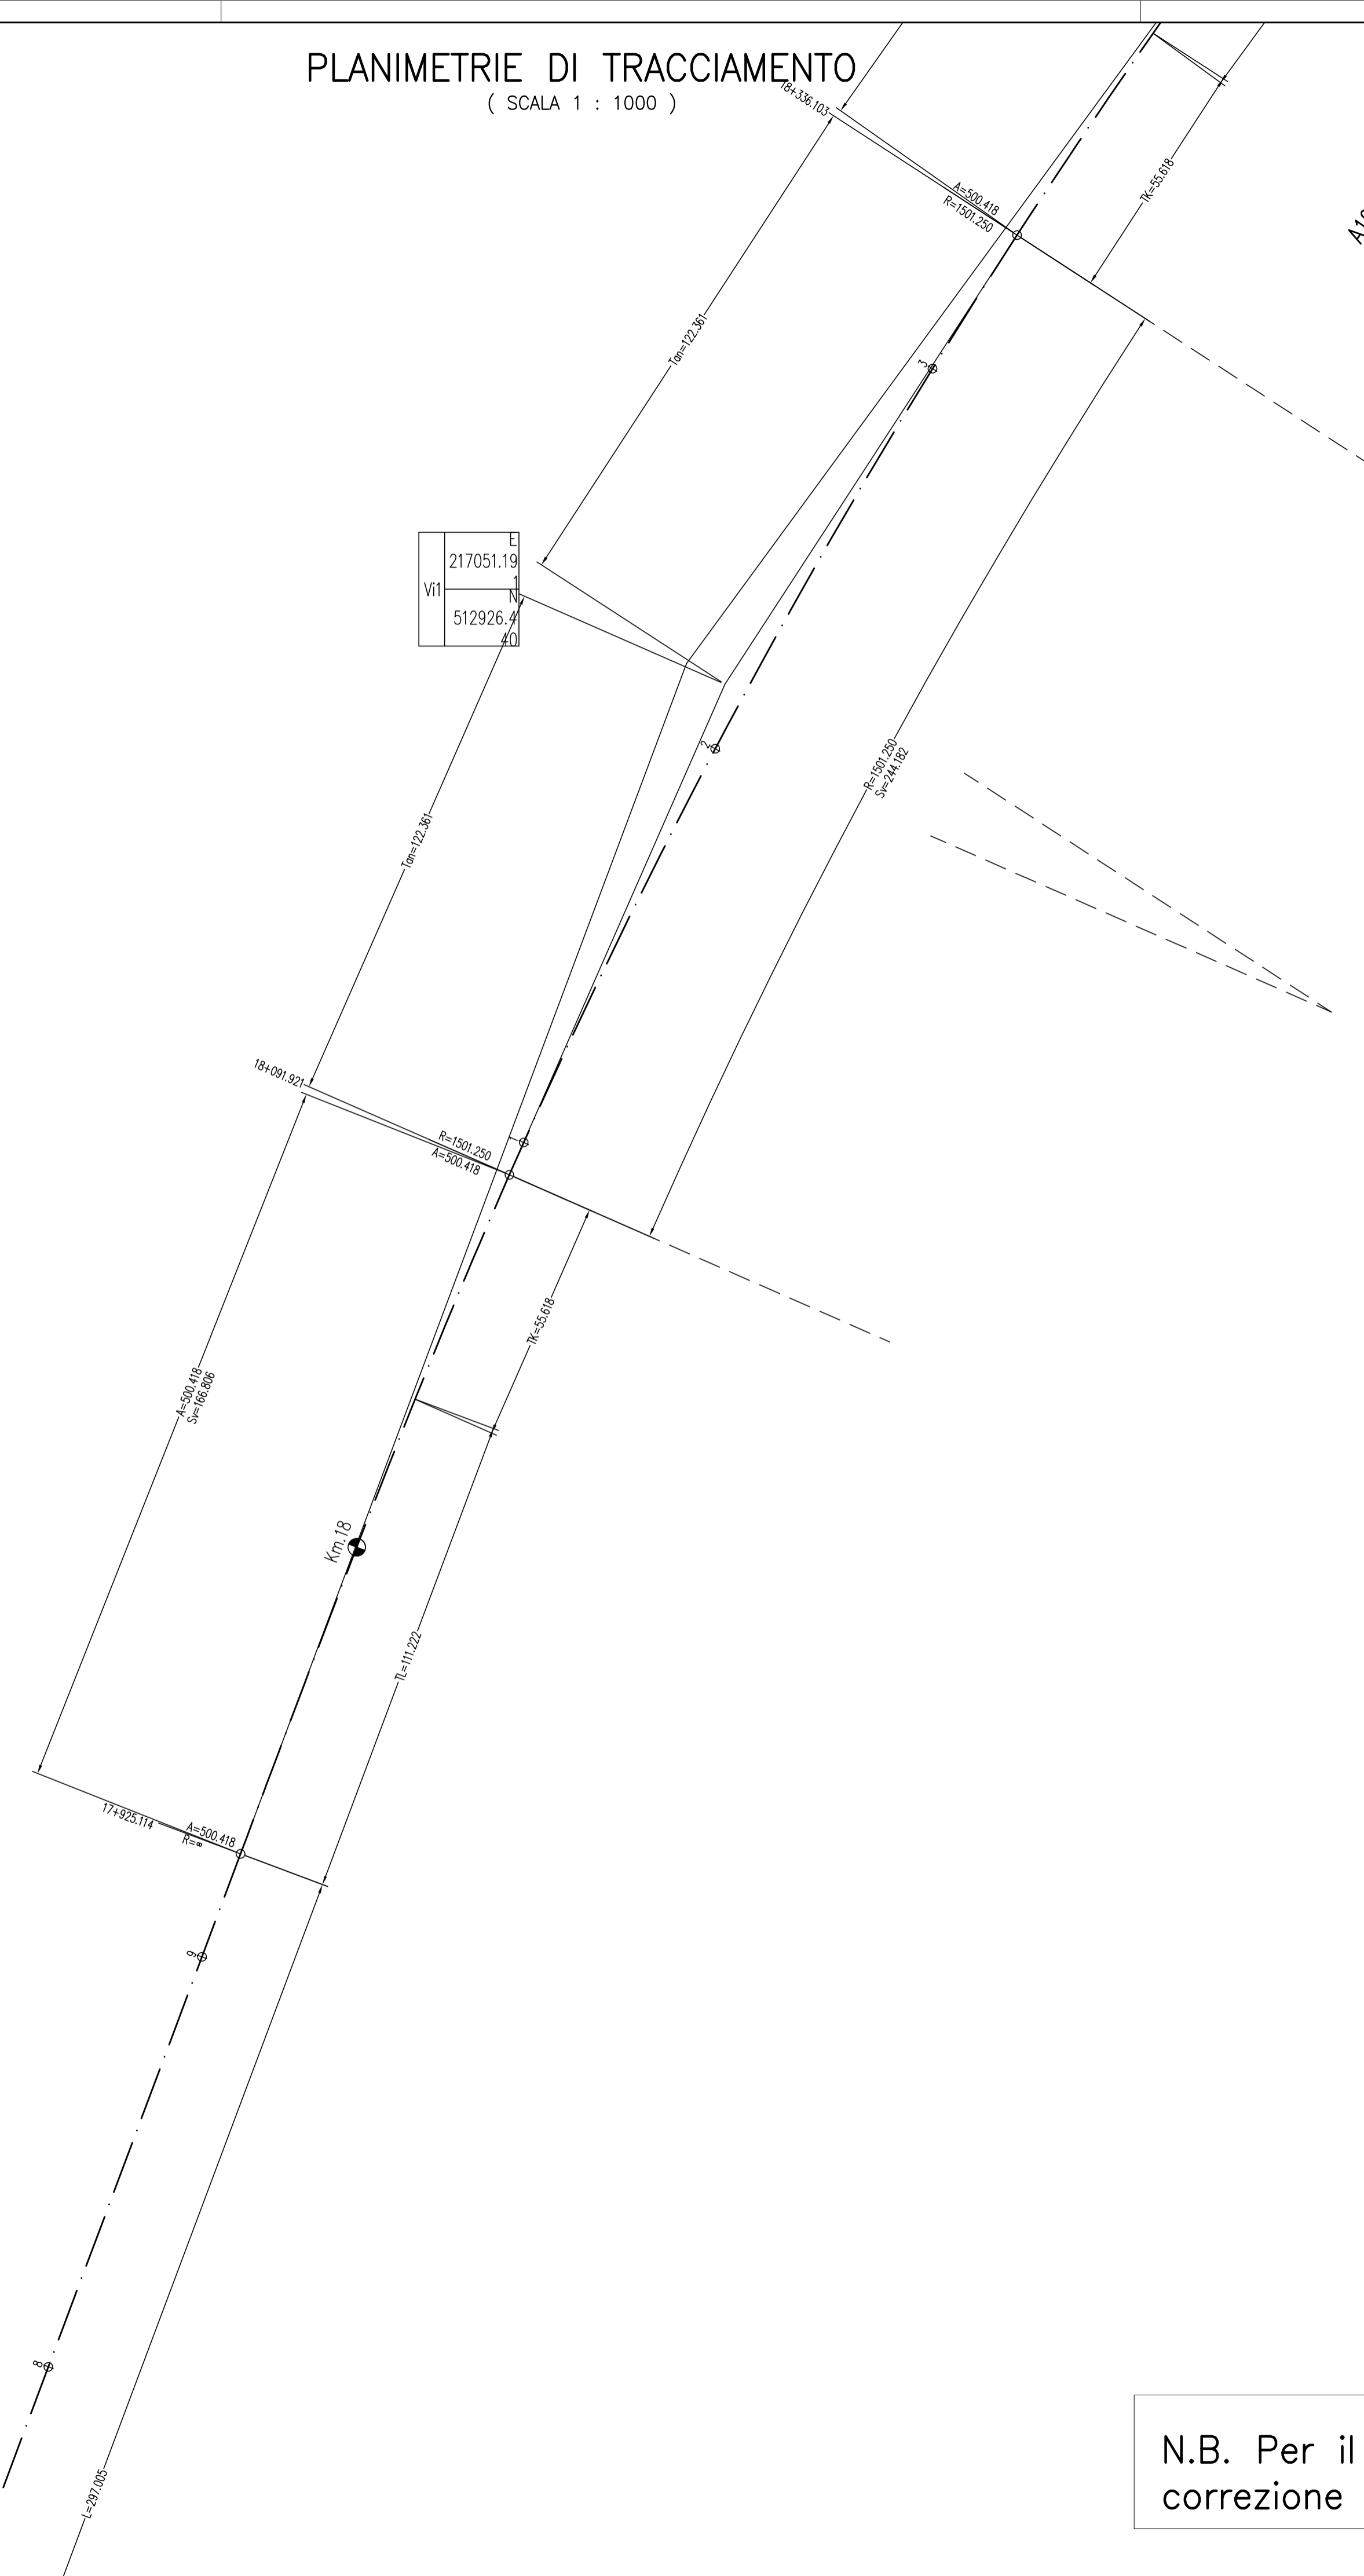 PLANIMETRIE DI TRACCIAMENTO
( SCALA 1 : 1000 )
18+336.103
A=500.418
R=1501.250
TK=55.618
Tan=122.361
3
E
217051.19
1
Vi1
N
512926.4
40
2
R=1501.250
Sv=244.182
Tan=122.361
18+091.921
1
R=1501.250
A=500.418
TK=55.618
A=500.418
Sv=166.806
Km.18
TL=111.222
17+925.114
A=500.418
R=∞
9
8
L=297.005
N.B. Per il
correzione